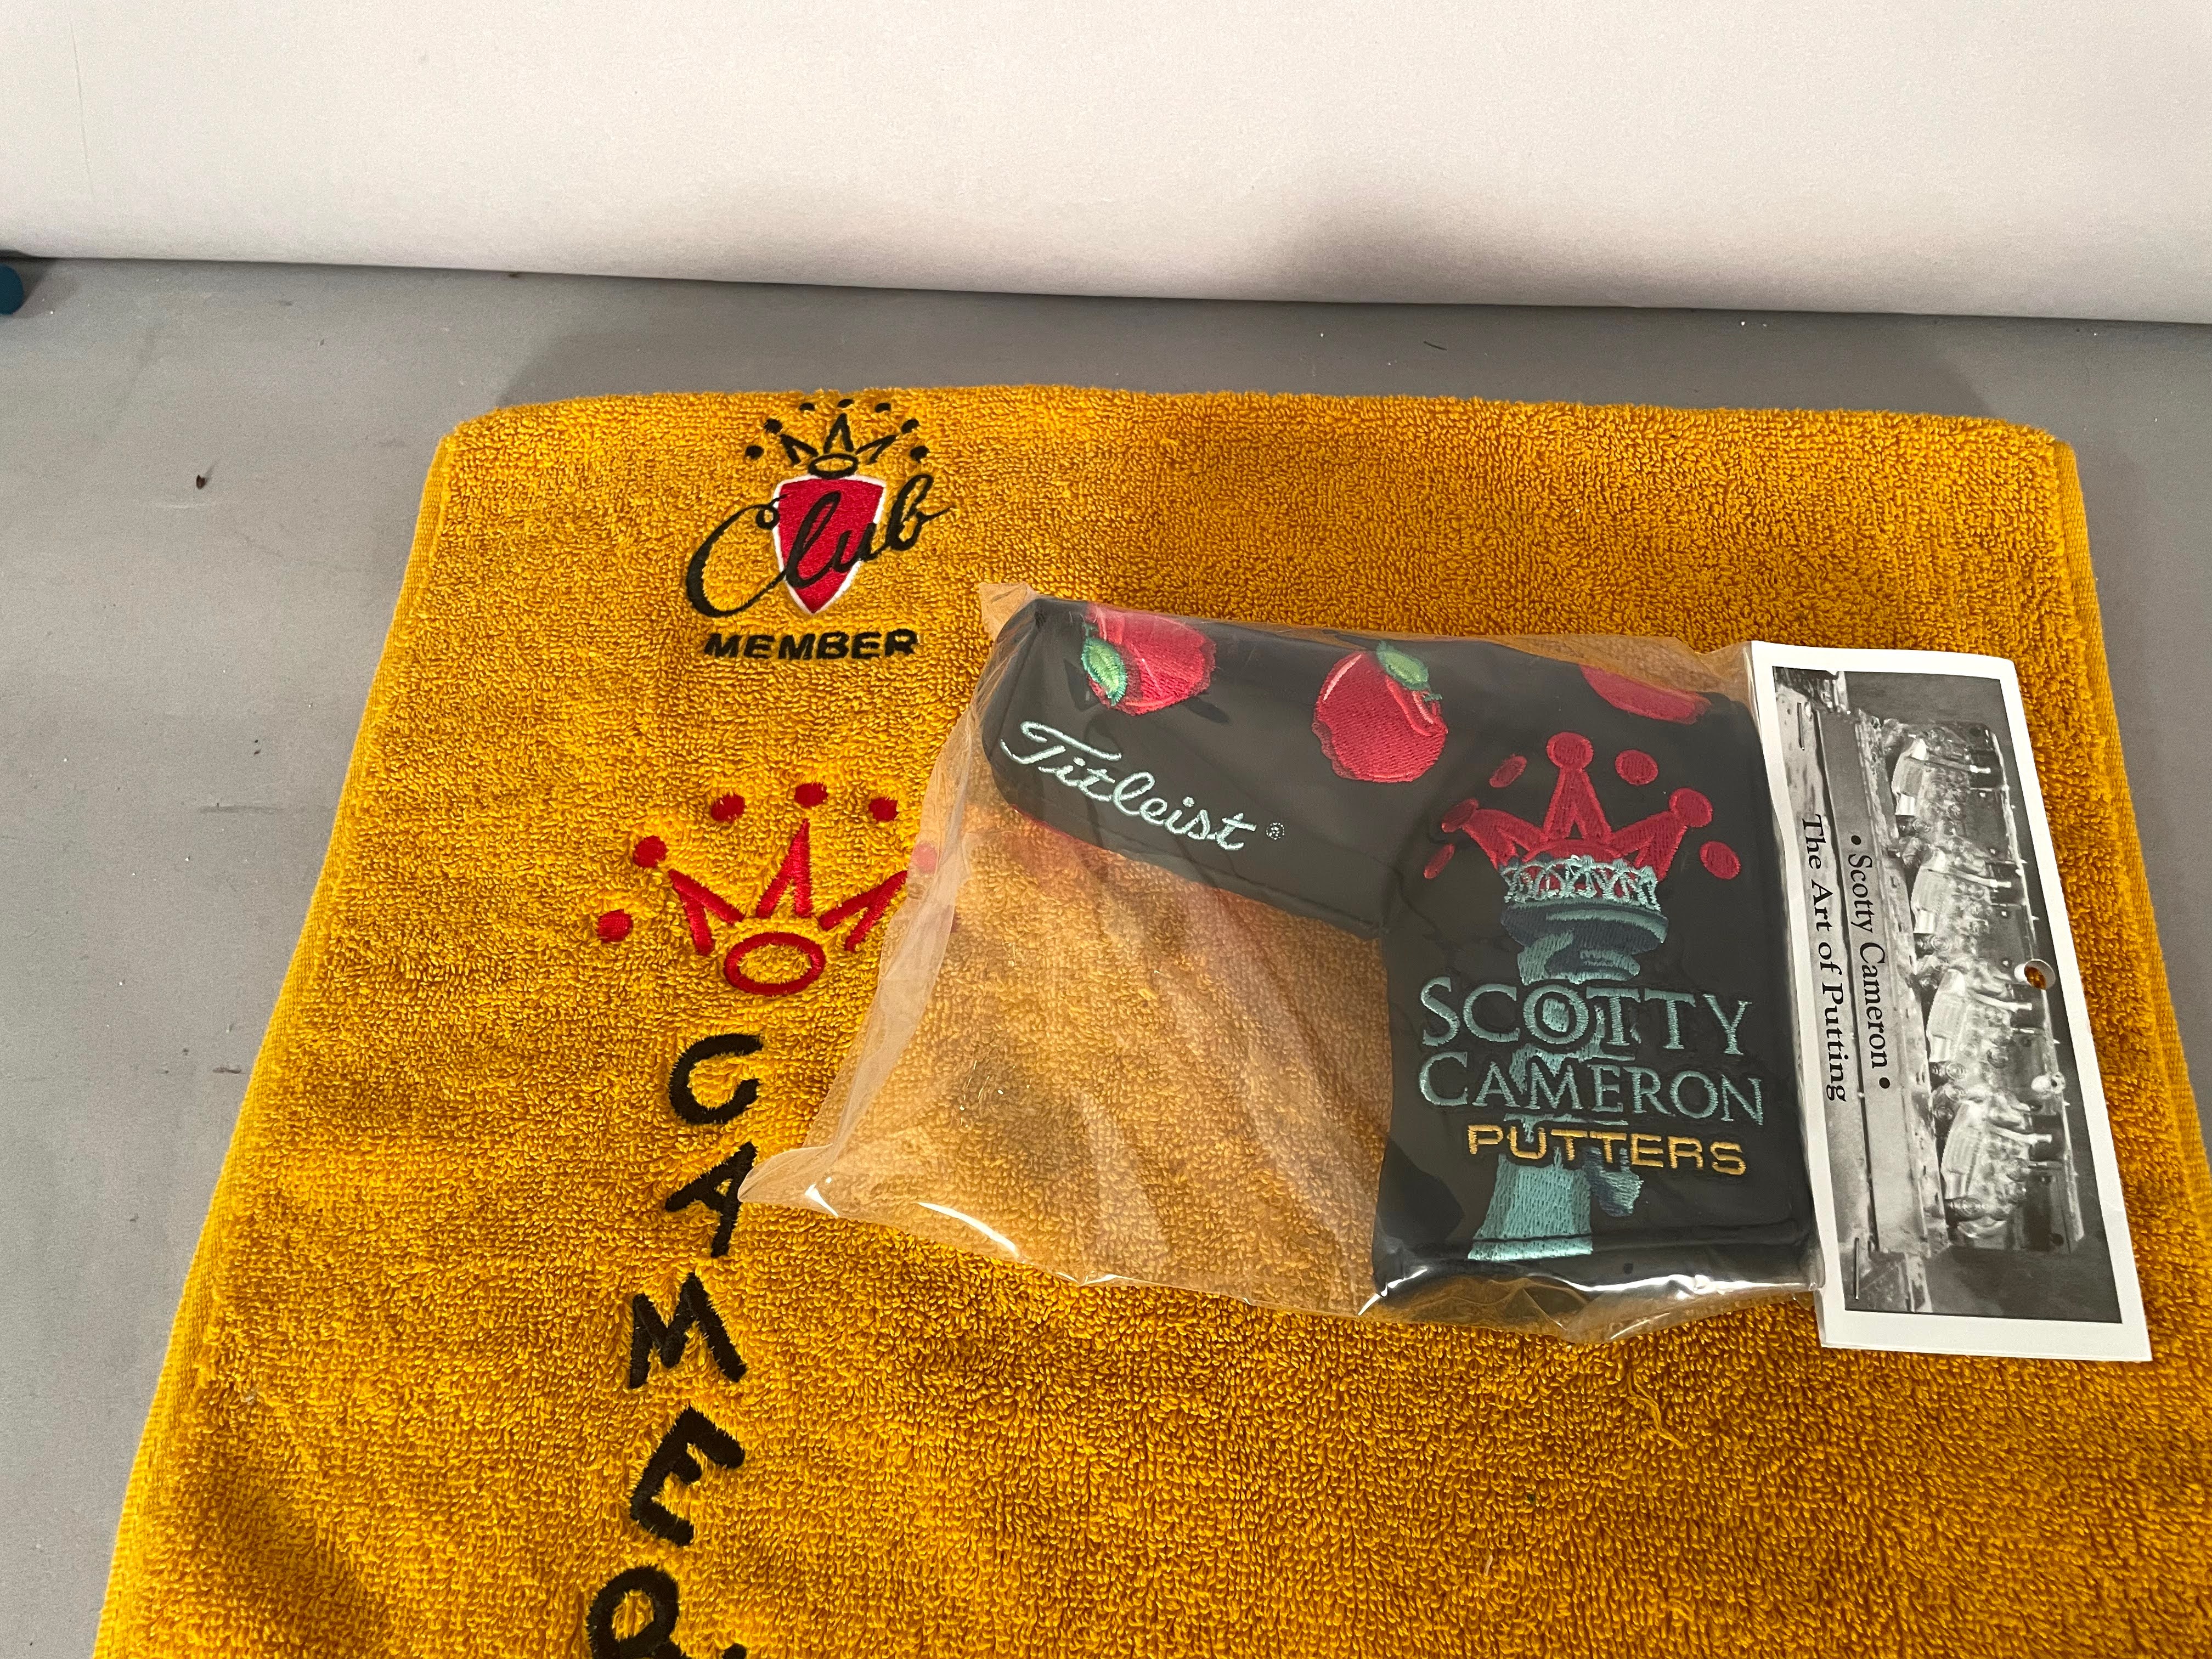 Club
MEMBER
CAMER
Titleist®
SCOTTY
CAMERON
PUTTERS
• Scotty Cameron •
The Art of Putting